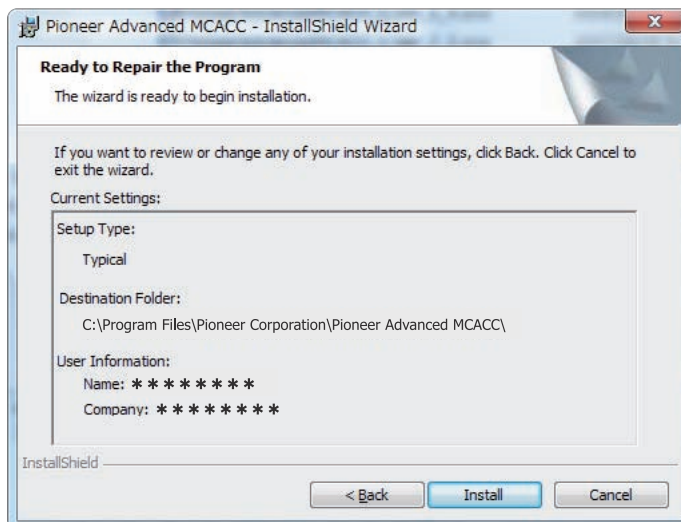 Pioneer Advanced MCACC - InstallShield Wizard
Ready to Repair the Program
The wizard is ready to begin installation.
If you want to review or change any of your installation settings, click Back. Click Cancel to
exit the wizard.
Current Settings:
Setup Type:
Typical
Destination Folder:
C:\Program Files\Pioneer Corporation\Pioneer Advanced MCACC\
User Information:
Name: ********
Company: ********
InstallShield
< Back
Install
Cancel